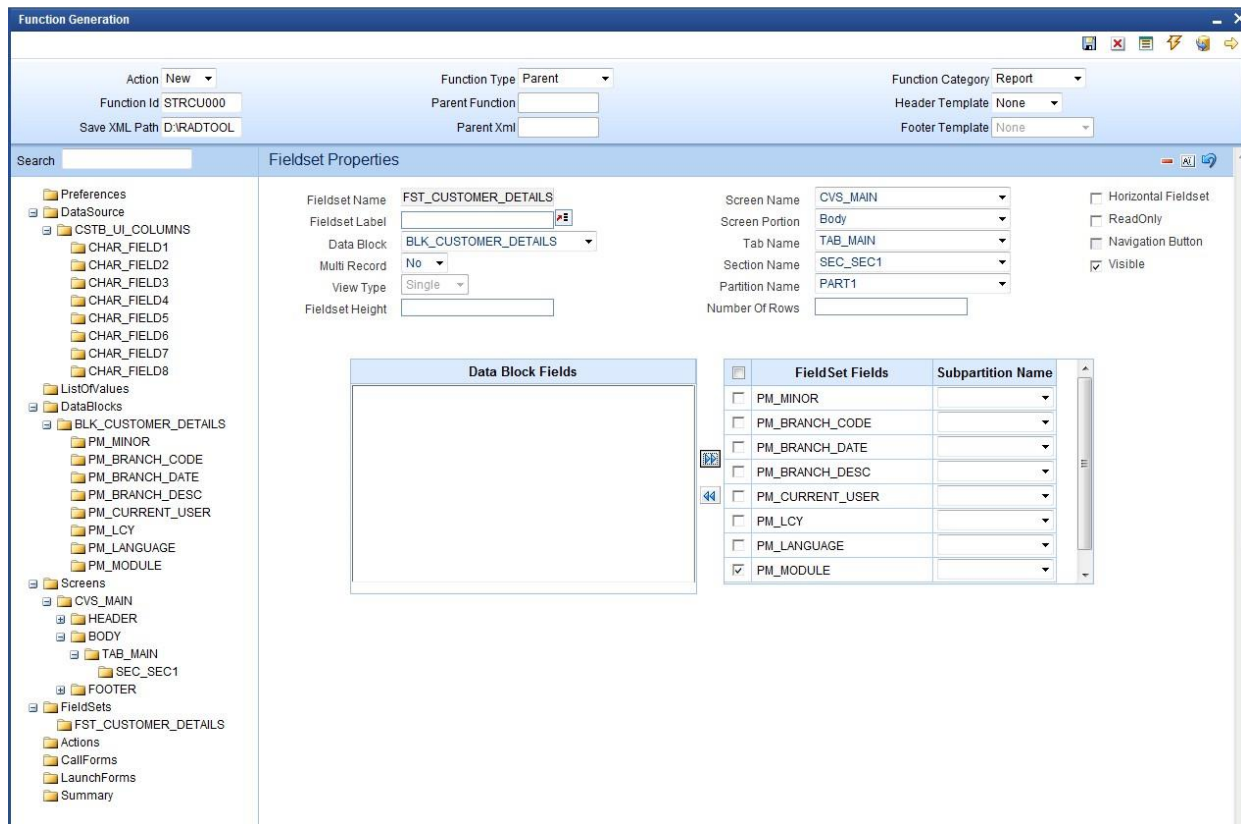 Function Generation
Action New
Function Type Parent
Function Category Report
Function Id STRCU000
Parent Function
Header Template None
Save XML Path D:\RADTOOL
Parent Xml
Footer Template None
Search
Preferences
DataSource
CSTB_UI_COLUMNS
CHAR_FIELD1
CHAR_FIELD2
CHAR_FIELD3
CHAR_FIELD4
CHAR_FIELD5
CHAR_FIELD6
CHAR_FIELD7
CHAR_FIELD8
ListOfValues
DataBlocks
BLK_CUSTOMER_DETAILS
PM_MINOR
PM_BRANCH_CODE
PM_BRANCH_DATE
PM_BRANCH_DESC
PM_CURRENT_USER
PM_LCY
PM_LANGUAGE
PM_MODULE
Screens
CVS_MAIN
HEADER
BODY
TAB_MAIN
SEC_SEC1
FOOTER
FieldSets
FST_CUSTOMER_DETAILS
Actions
CallForms
LaunchForms
Summary
Fieldset Properties
Fieldset Name FST_CUSTOMER_DETAILS
Fieldset Label
Data Block BLK_CUSTOMER_DETAILS
Multi Record No
View Type Single
Fieldset Height
Screen Name CVS_MAIN
Screen Portion Body
Tab Name TAB_MAIN
Section Name SEC_SEC1
Partition Name PART1
Number Of Rows
Horizontal Fieldset
ReadOnly
Navigation Button
Visible
Data Block Fields
FieldSet Fields Subpartition Name
PM_MINOR
PM_BRANCH_CODE
PM_BRANCH_DATE
PM_BRANCH_DESC
PM_CURRENT_USER
PM_LCY
PM_LANGUAGE
PM_MODULE